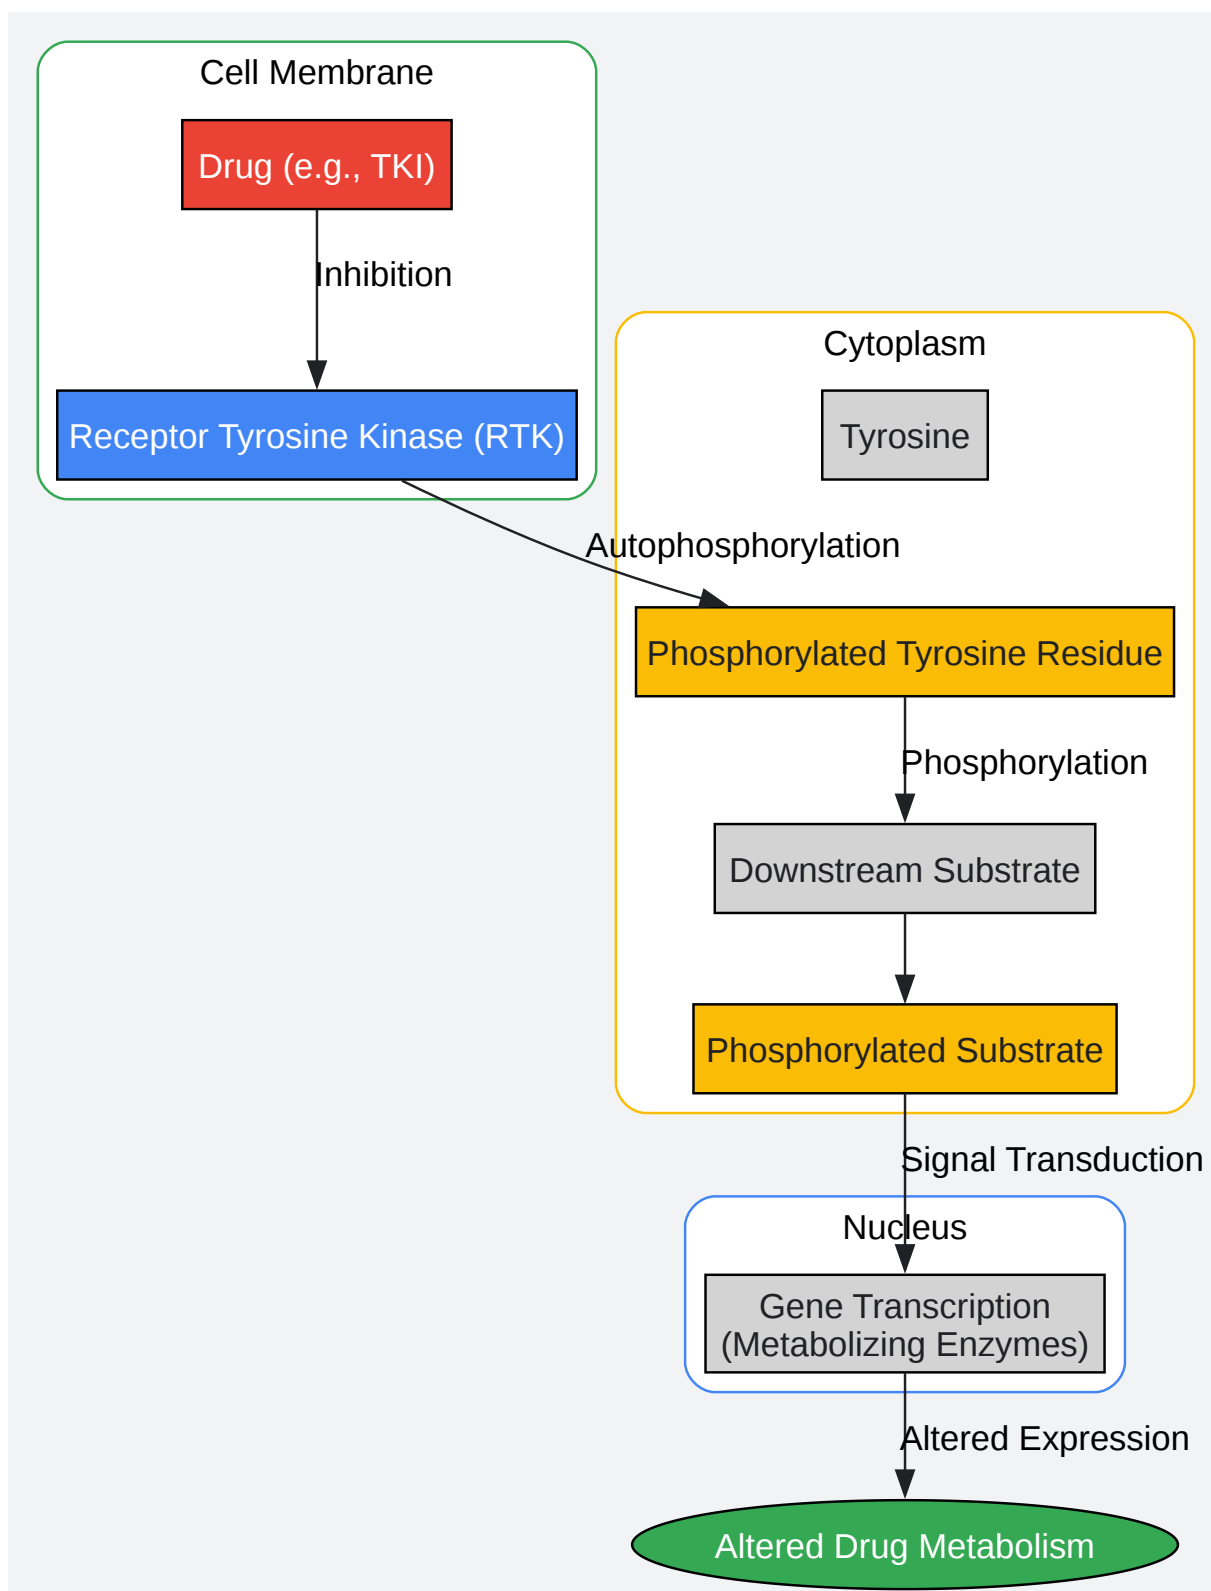 Cell Membrane
Drug (e.g., TKI)
Inhibition
Receptor Tyrosine Kinase (RTK)
Cytoplasm
Tyrosine
Autophosphorylation
Phosphorylated Tyrosine Residue
Phosphorylation
Downstream Substrate
Phosphorylated Substrate
Signal Transduction
Nucleus
Gene Transcription
(Metabolizing Enzymes)
Altered Expression
Altered Drug Metabolism